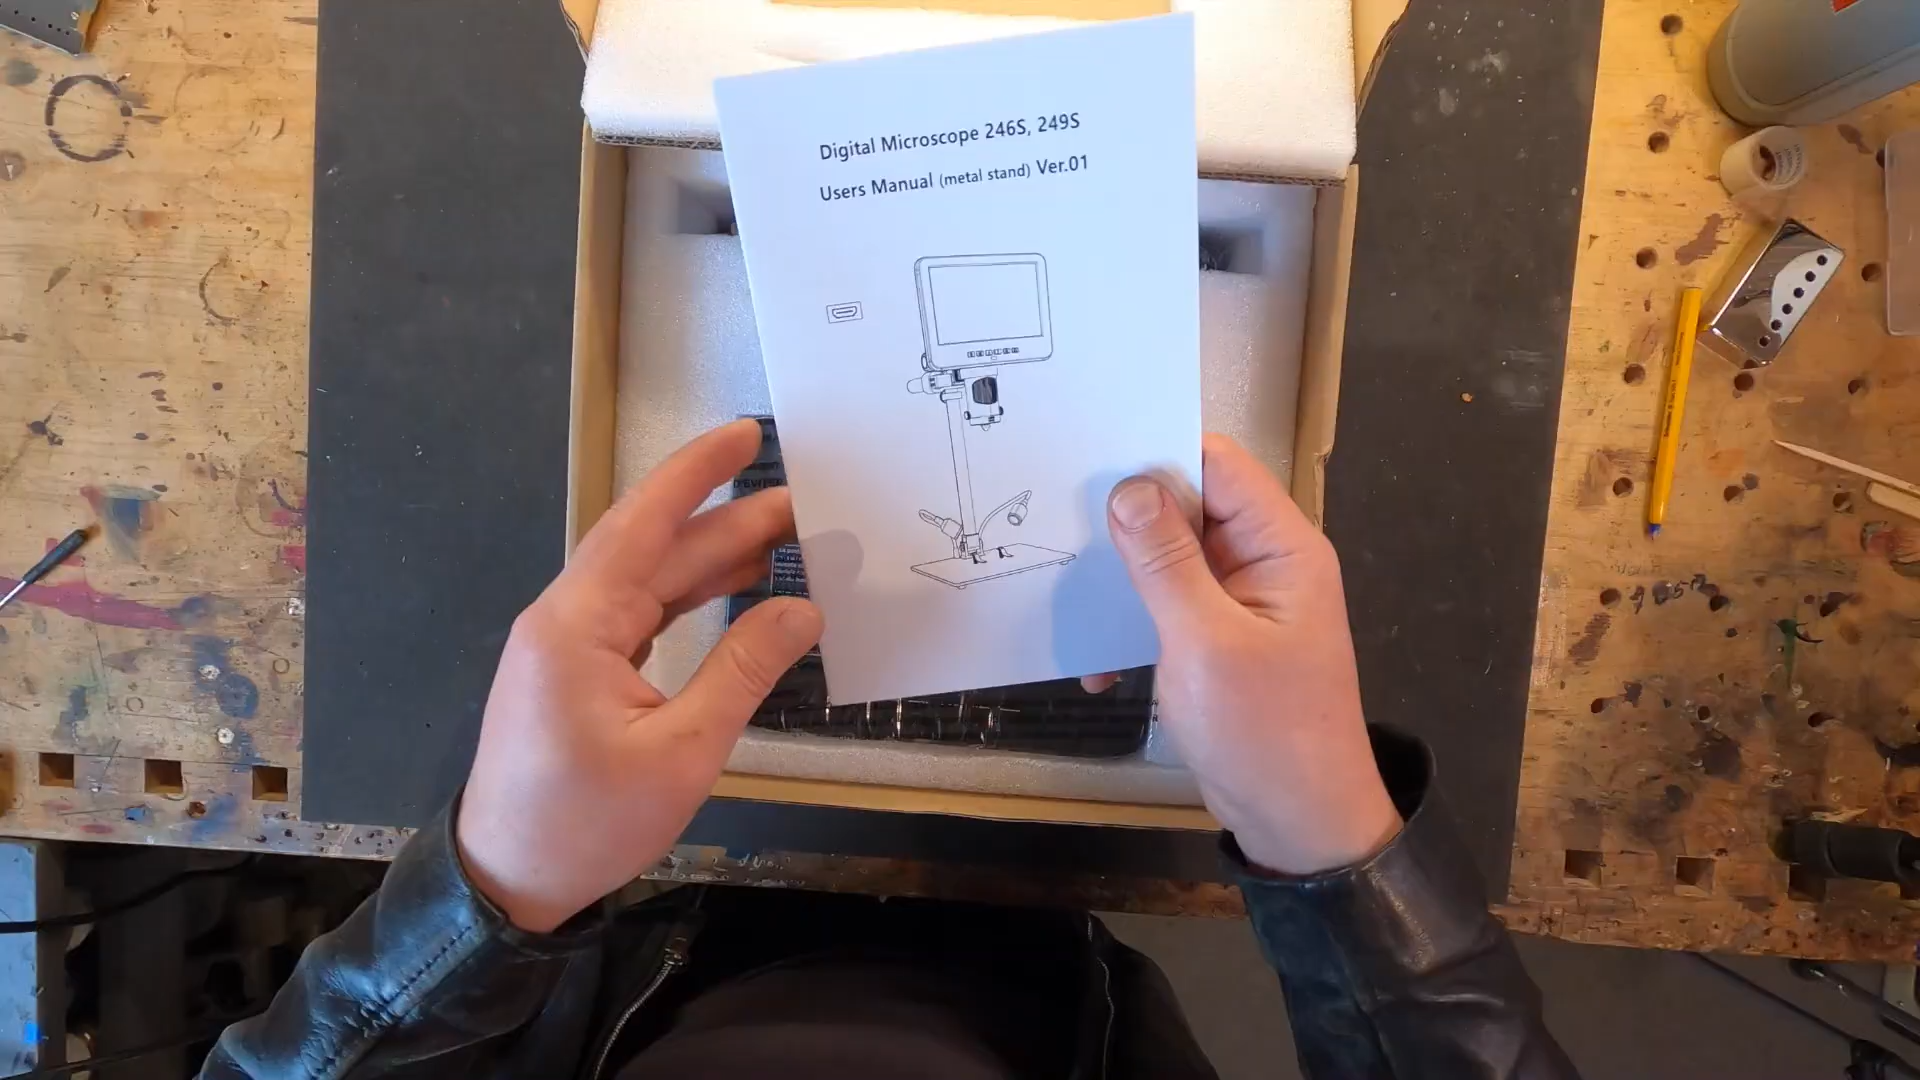 Digital Microscope 246S, 249S
Users Manual (metal stand) Ver.01